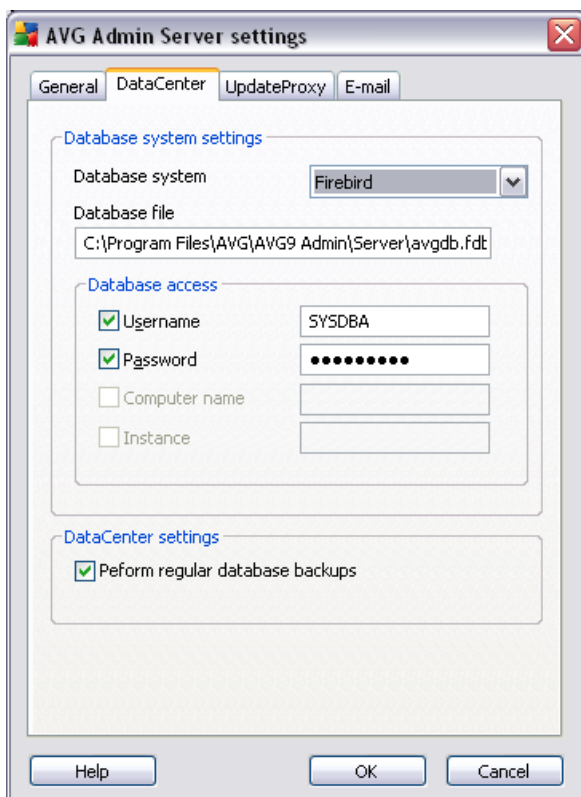 AVG Admin Server settings
General DataCenter UpdateProxy E-mail
Database system settings
Database system Firebird
Database file
C:\Program Files\AVG\AVG9 Admin\Server\avgdb.fdt
Database access
Username SYSDBA
Password ●●●●●●●●●
Computer name
Instance
DataCenter settings
Peform regular database backups
Help OK Cancel